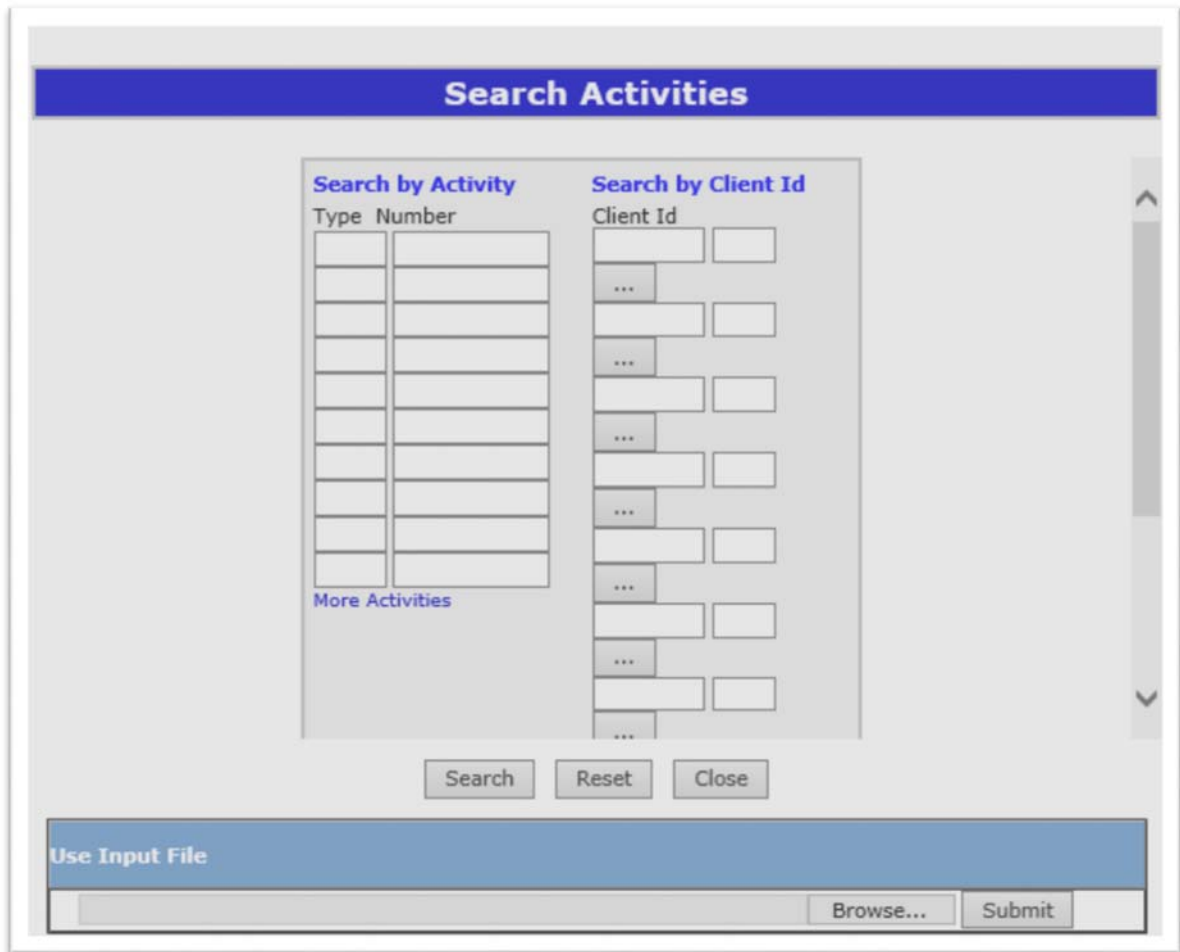 Search Activities
Search by Activity
Type Number
More Activities
Search by Client Id
Client Id
...
...
...
...
...
...
...
Search Reset Close
Use Input File
Browse... Submit